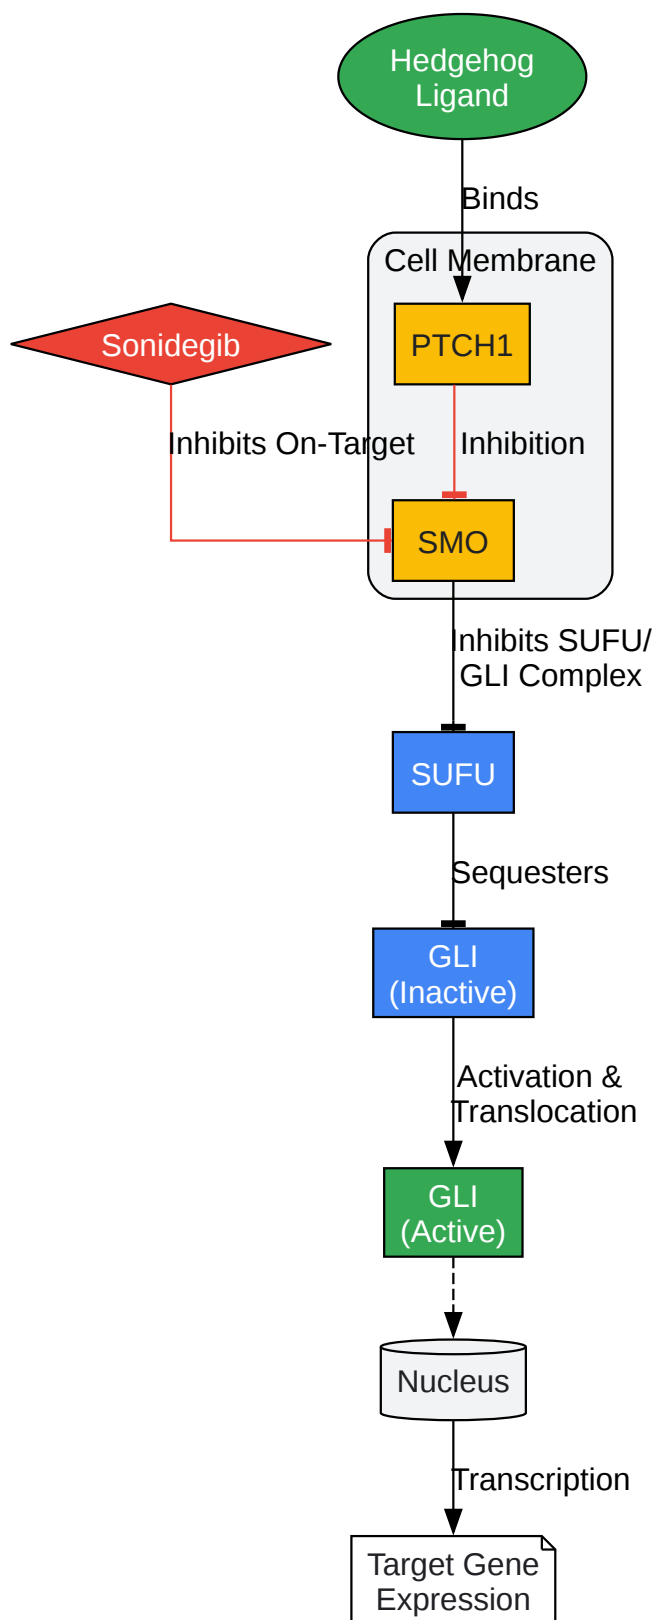 Hedgehog
Ligand
Binds
Cell Membrane
Sonidegib
PTCH1
Inhibits On-Target
Inhibition
SMO
Inhibits SUFU/
GLI Complex
SUFU
Sequesters
GLI
(Inactive)
Activation &
Translocation
GLI
(Active)
Nucleus
Transcription
Target Gene
Expression